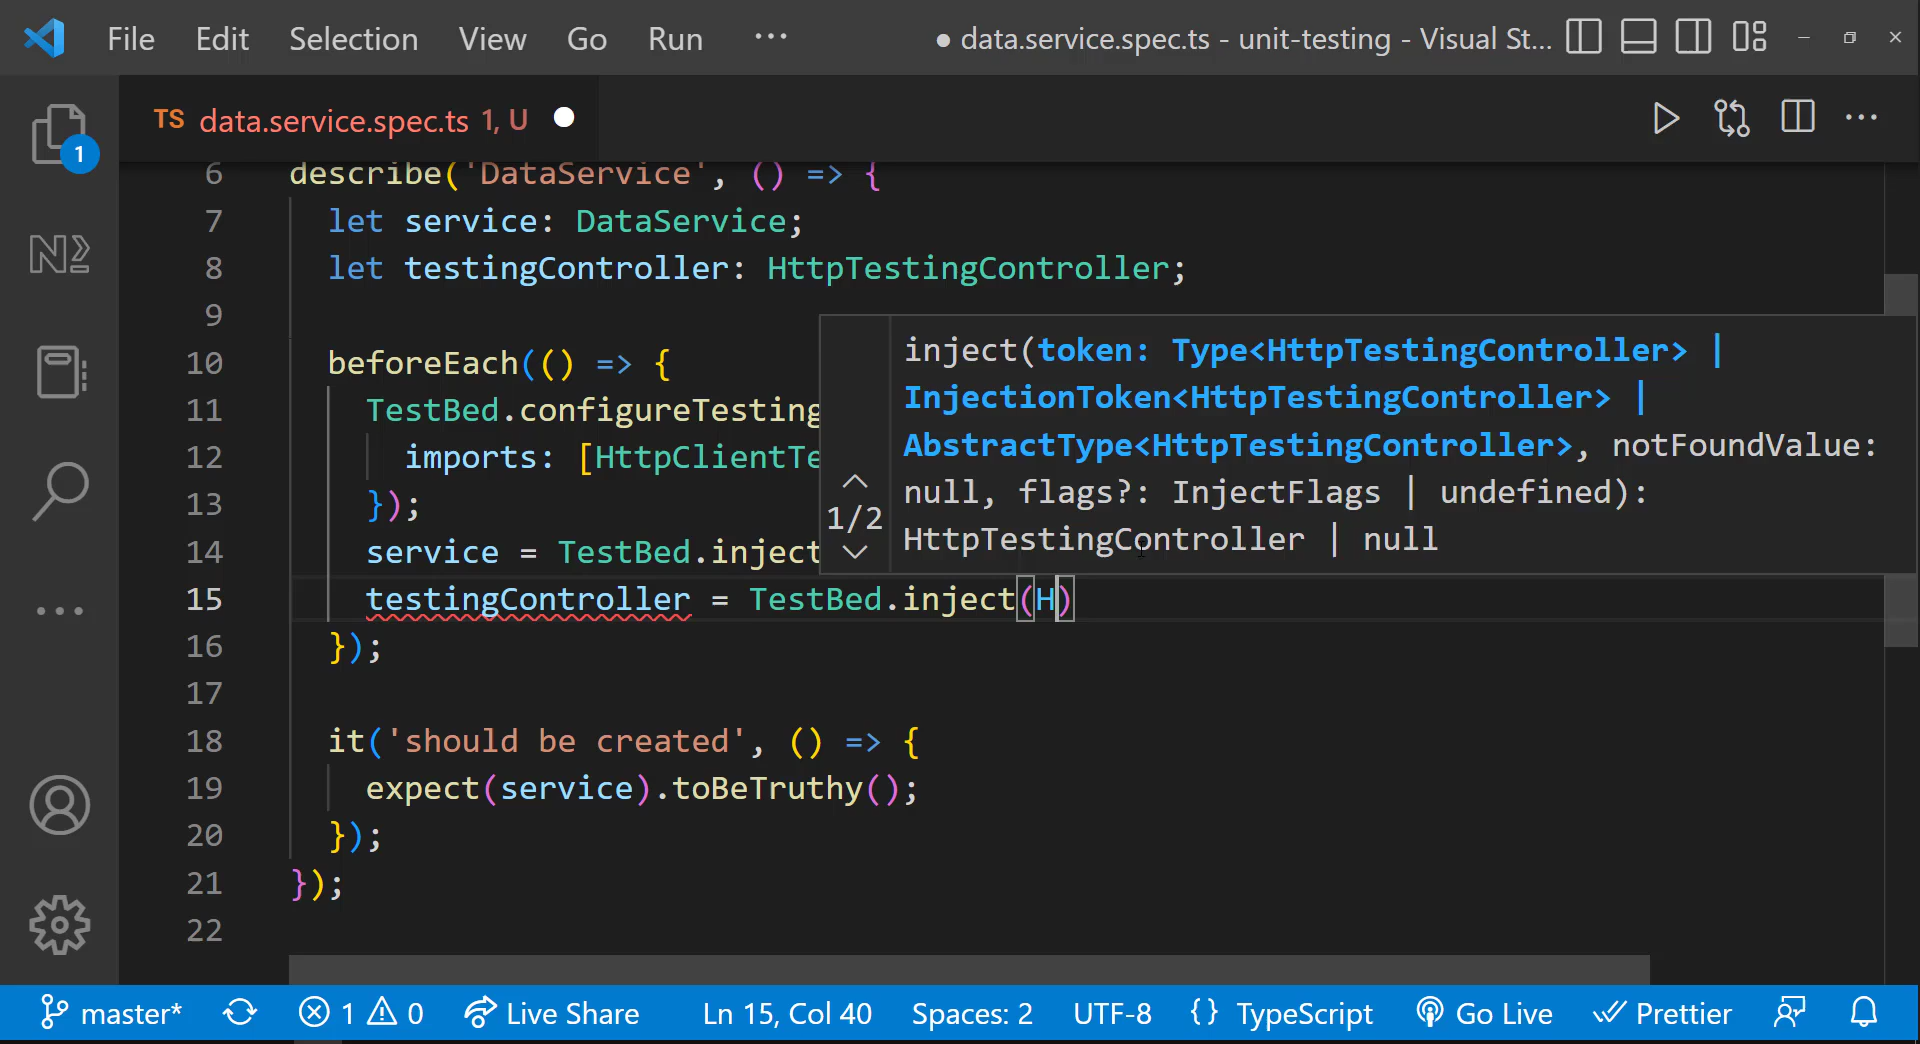 File Edit Selection View Go Run ··· ● data.service.spec.ts - unit-testing - Visual St...
TS data.service.spec.ts 1, U
1
6 describe('DataService', () => {
7 let service: DataService;
8 let testingController: HttpTestingController;
9
10 beforeEach(() => {
11 TestBed.configureTesting
12 imports: [HttpClientTe
13 });
14 service = TestBed.inject
15 testingController = TestBed.inject(H)
16 });
17
18 it('should be created', () => {
19 expect(service).toBeTruthy();
20 });
21 });
22
inject(token: Type<HttpTestingController> |
InjectionToken<HttpTestingController> |
AbstractType<HttpTestingController>, notFoundValue:
null, flags?: InjectFlags | undefined):
HttpTestingController | null
1/2
master* 1 0 Live Share Ln 15, Col 40 Spaces: 2 UTF-8 {} TypeScript Go Live Prettier